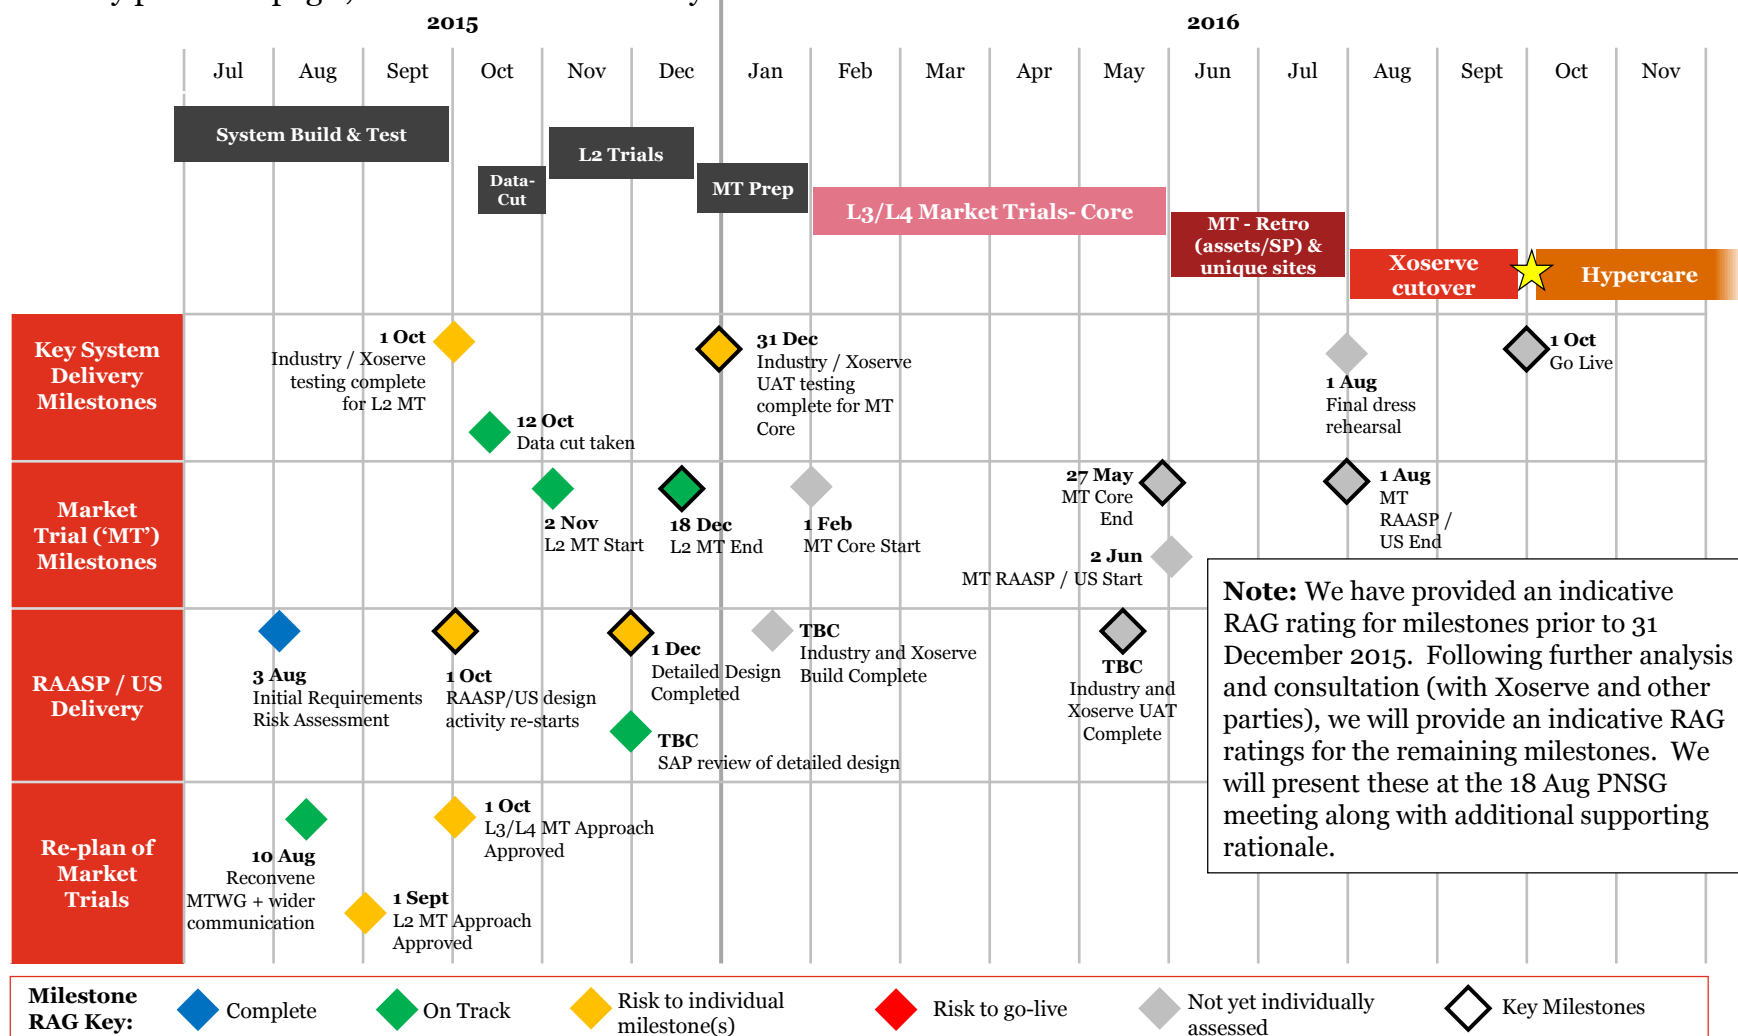 2015
2016
Jul
Aug
Sept
Oct
Nov
Dec
Jan
Feb
Mar
Apr
May
Jun
Jul
Aug
Sept
Oct
Nov
System Build & Test
Data-
Cut
L2 Trials
MT Prep
L3/L4 Market Trials- Core
MT - Retro
(assets/SP) &
unique sites
Xoserve
cutover
Hypercare
Key System
Delivery
Milestones
1 Oct
Industry / Xoserve
testing complete
for L2 MT
12 Oct
Data cut taken
31 Dec
Industry / Xoserve
UAT testing
complete for MT
Core
1 Aug
Final dress
rehearsal
1 Oct
Go Live
Market
Trial (‘MT’)
Milestones
2 Nov
L2 MT Start
18 Dec
L2 MT End
1 Feb
MT Core Start
27 May
MT Core
End
2 Jun
MT RAASP / US Start
1 Aug
MT
RAASP /
US End
RAASP / US
Delivery
3 Aug
Initial Requirements
Risk Assessment
1 Oct
RAASP/US design
activity re-starts
1 Dec
Detailed Design
Completed
TBC
SAP review of detailed design
TBC
Industry and Xoserve
Build Complete
TBC
Industry and
Xoserve UAT
Complete
Note: We have provided an indicative
RAG rating for milestones prior to 31
December 2015. Following further analysis
and consultation (with Xoserve and other
parties), we will provide an indicative RAG
ratings for the remaining milestones. We
will present these at the 18 Aug PNSG
meeting along with additional supporting
rationale.
Re-plan of
Market
Trials
10 Aug
Reconvene
MTWG + wider
communication
1 Sept
L2 MT Approach
Approved
1 Oct
L3/L4 MT Approach
Approved
Milestone
RAG Key:
Complete
On Track
Risk to individual
milestone(s)
Risk to go-live
Not yet individually
assessed
Key Milestones